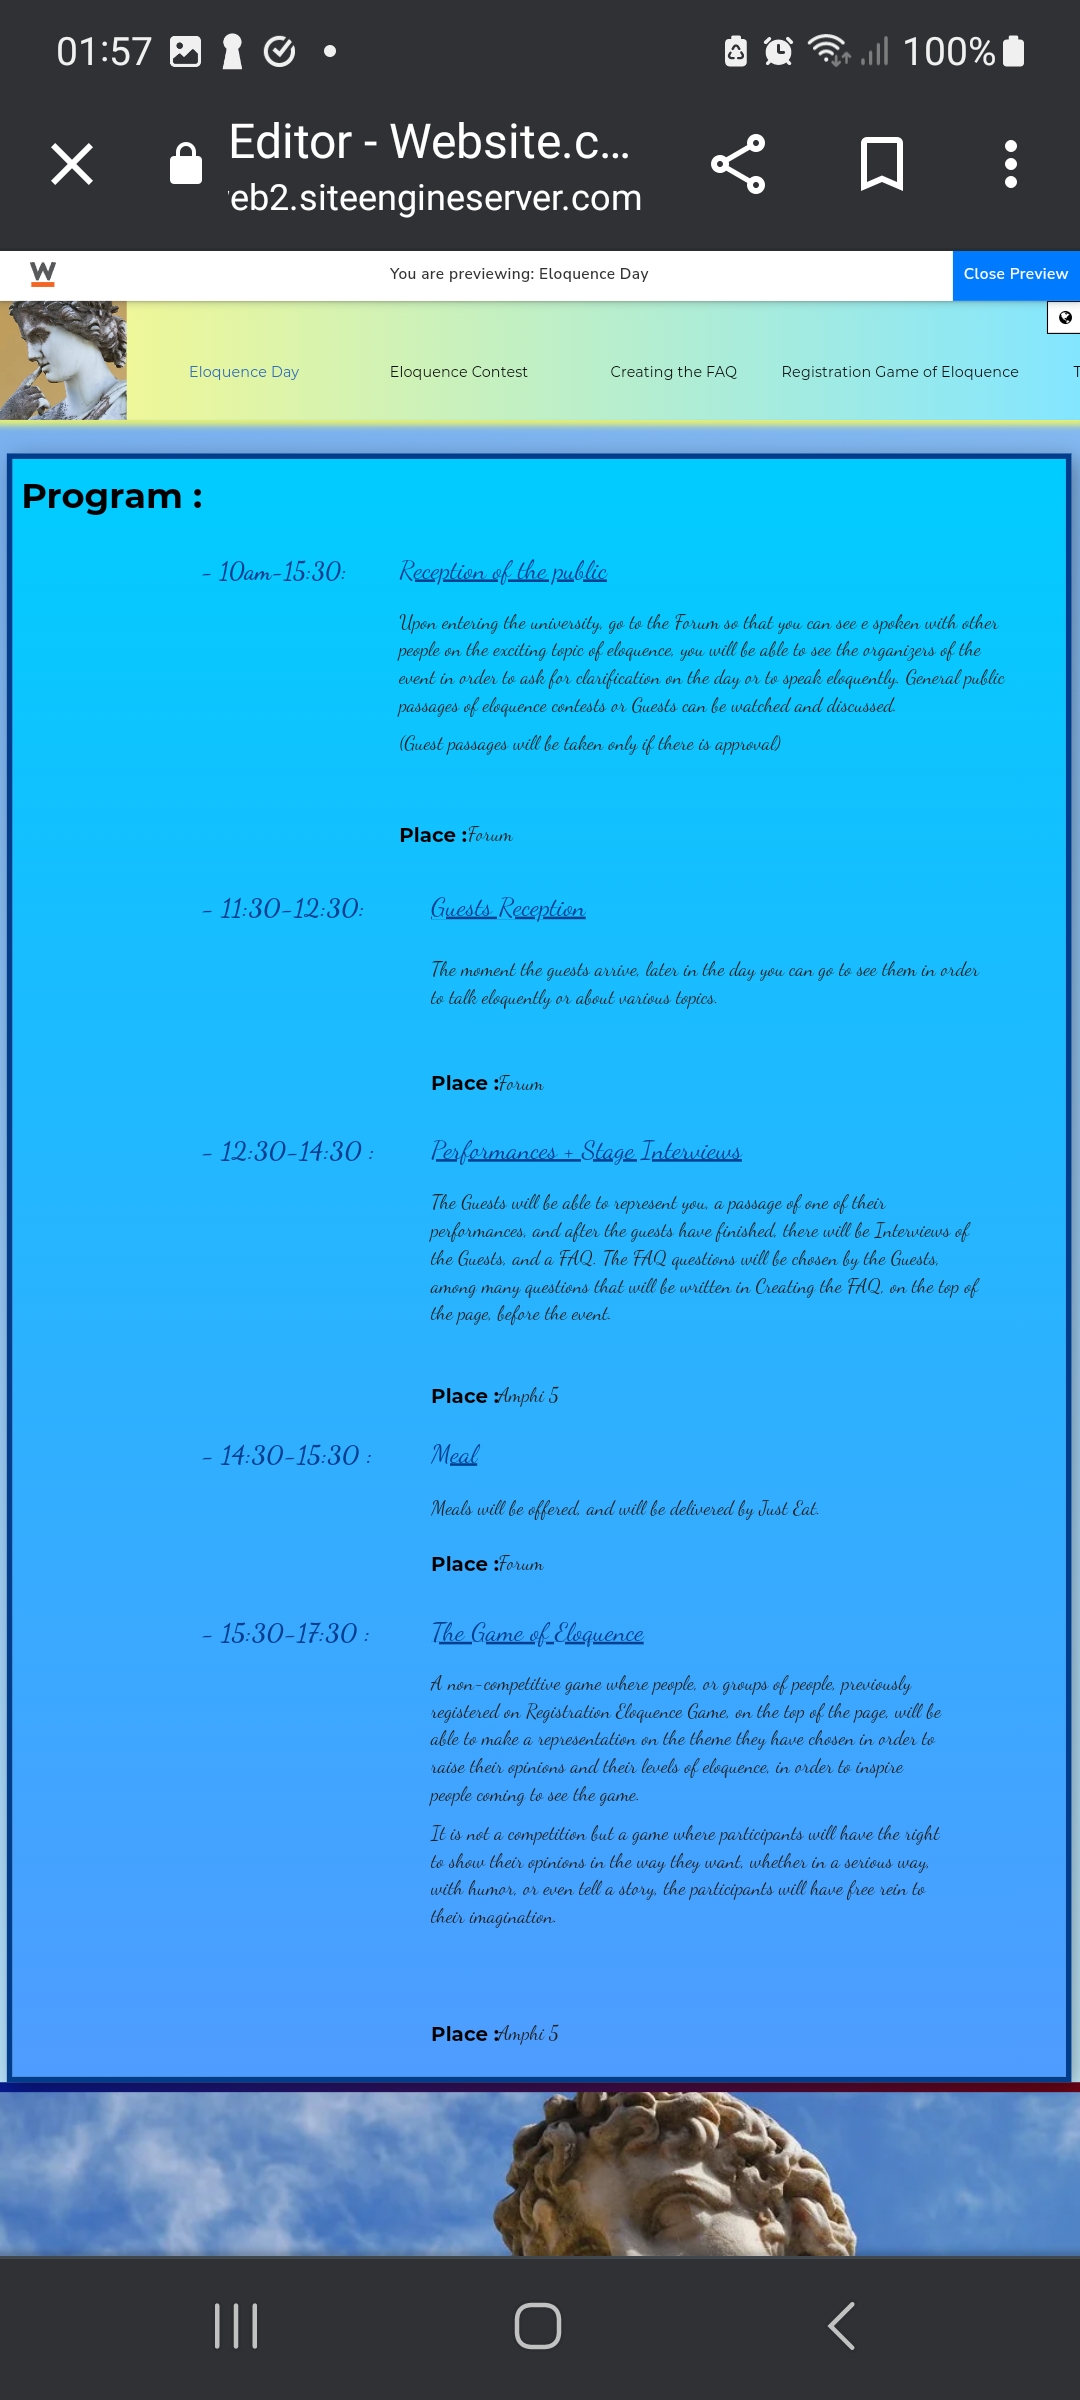 01:57
100%
Editor - Website.c...
eb2.siteengineserver.com
W
You are previewing: Eloquence Day
Close Preview
Eloquence Day Eloquence Contest Creating the FAQ Registration Game of Eloquence T
Program :
- 10am-15:30: Reception of the public
Upon entering the university, go to the Forum so that you can see e spoken with other
people on the exciting topic of eloquence, you will be able to see the organizers of the
event in order to ask for clarification on the day or to speak eloquently. General public
passages of eloquence contests or Guests can be watched and discussed.
(Guest passages will be taken only if there is approval)
Place : Forum
- 11:30-12:30: Guests Reception
The moment the guests arrive, later in the day you can go to see them in order
to talk eloquently or about various topics.
Place : Forum
- 12:30-14:30 : Performances + Stage Interviews
The Guests will be able to represent you, a passage of one of their
performances, and after the guests have finished, there will be Interviews of
the Guests, and a FAQ. The FAQ questions will be chosen by the Guests,
among many questions that will be written in Creating the FAQ, on the top of
the page, before the event.
Place : Amphi 5
- 14:30-15:30 : Meal
Meals will be offered, and will be delivered by Just Eat.
Place : Forum
- 15:30-17:30 : The Game of Eloquence
A non-competitive game where people, or groups of people, previously
registered on Registration Eloquence Game, on the top of the page, will be
able to make a representation on the theme they have chosen in order to
raise their opinions and their levels of eloquence, in order to inspire
people coming to see the game.
It is not a competition but a game where participants will have the right
to show their opinions in the way they want, whether in a serious way,
with humor, or even tell a story, the participants will have free rein to
their imagination.
Place : Amphi 5